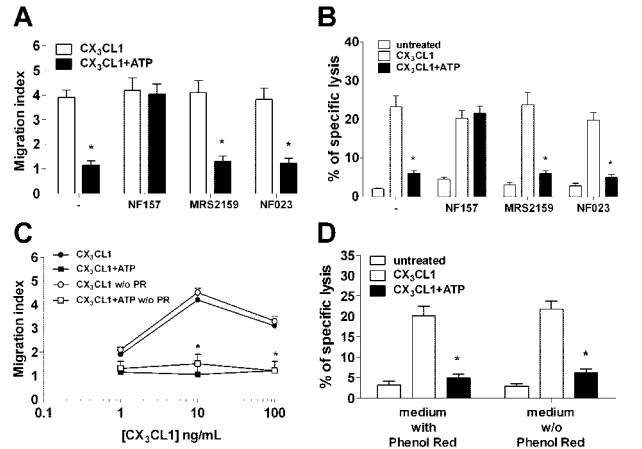 A
CX3CL1
CX3CL1+ATP
Migration index
6
5
4
3
2
1
0
*
*
*
-
NF157
MRS2159
NF023
B
untreated
CX3CL1
CX3CL1+ATP
% of specific lysis
40
30
20
10
0
*
*
*
-
NF157
MRS2159
NF023
C
CX3CL1
CX3CL1+ATP
CX3CL1 w/o PR
CX3CL1+ATP w/o PR
Migration index
6
5
4
3
2
1
0
*
*
0.1
1
10
100
[CX3CL1] ng/mL
D
untreated
CX3CL1
CX3CL1+ATP
% of specific lysis
35
30
25
20
15
10
5
0
*
*
medium
with
Phenol Red
medium
w/o
Phenol Red